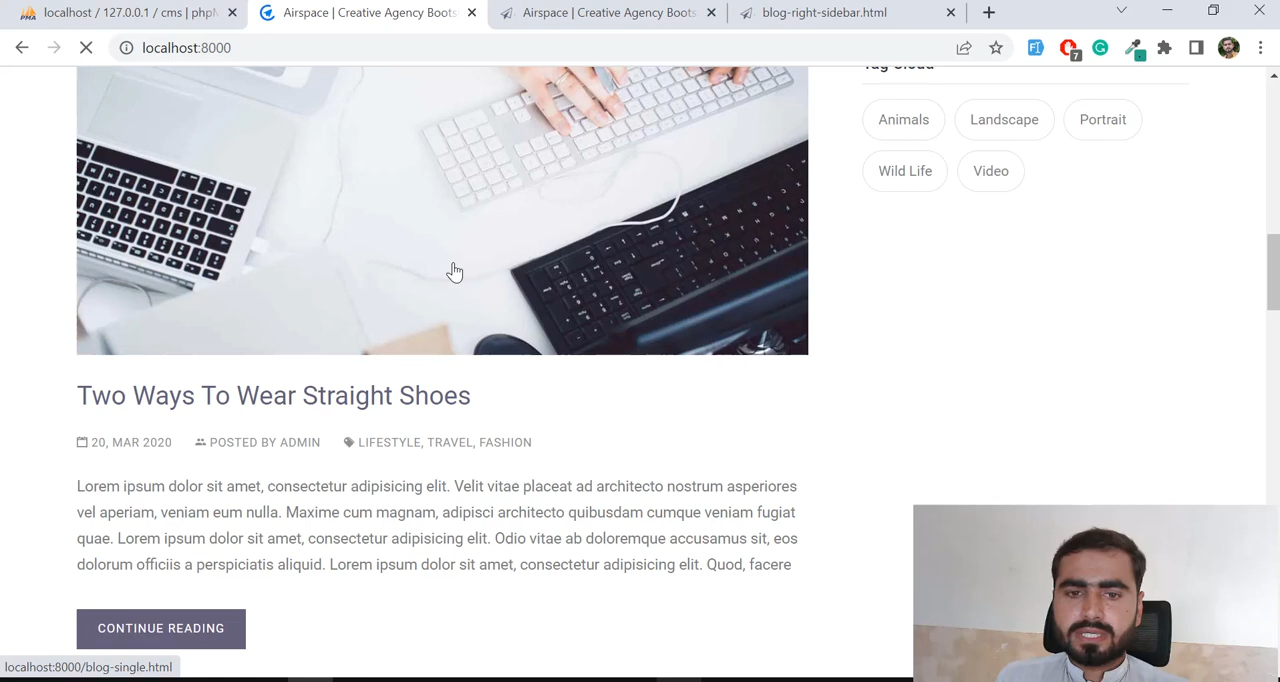 localhost / 127.0.0.1 / cms | phpM
Airspace | Creative Agency Boots
Airspace | Creative Agency Boots
blog-right-sidebar.html
localhost:8000
7
Tag Cloud
Animals
Landscape
Portrait
Wild Life
Video
Two Ways To Wear Straight Shoes
20, MAR 2020
POSTED BY ADMIN
LIFESTYLE, TRAVEL, FASHION
Lorem ipsum dolor sit amet, consectetur adipisicing elit. Velit vitae placeat ad architecto nostrum asperiores
vel aperiam, veniam eum nulla. Maxime cum magnam, adipisci architecto quibusdam cumque veniam fugiat
quae. Lorem ipsum dolor sit amet, consectetur adipisicing elit. Odio vitae ab doloremque accusamus sit, eos
dolorum officiis a perspiciatis aliquid. Lorem ipsum dolor sit amet, consectetur adipisicing elit. Quod, facere
CONTINUE READING
localhost:8000/blog-single.html